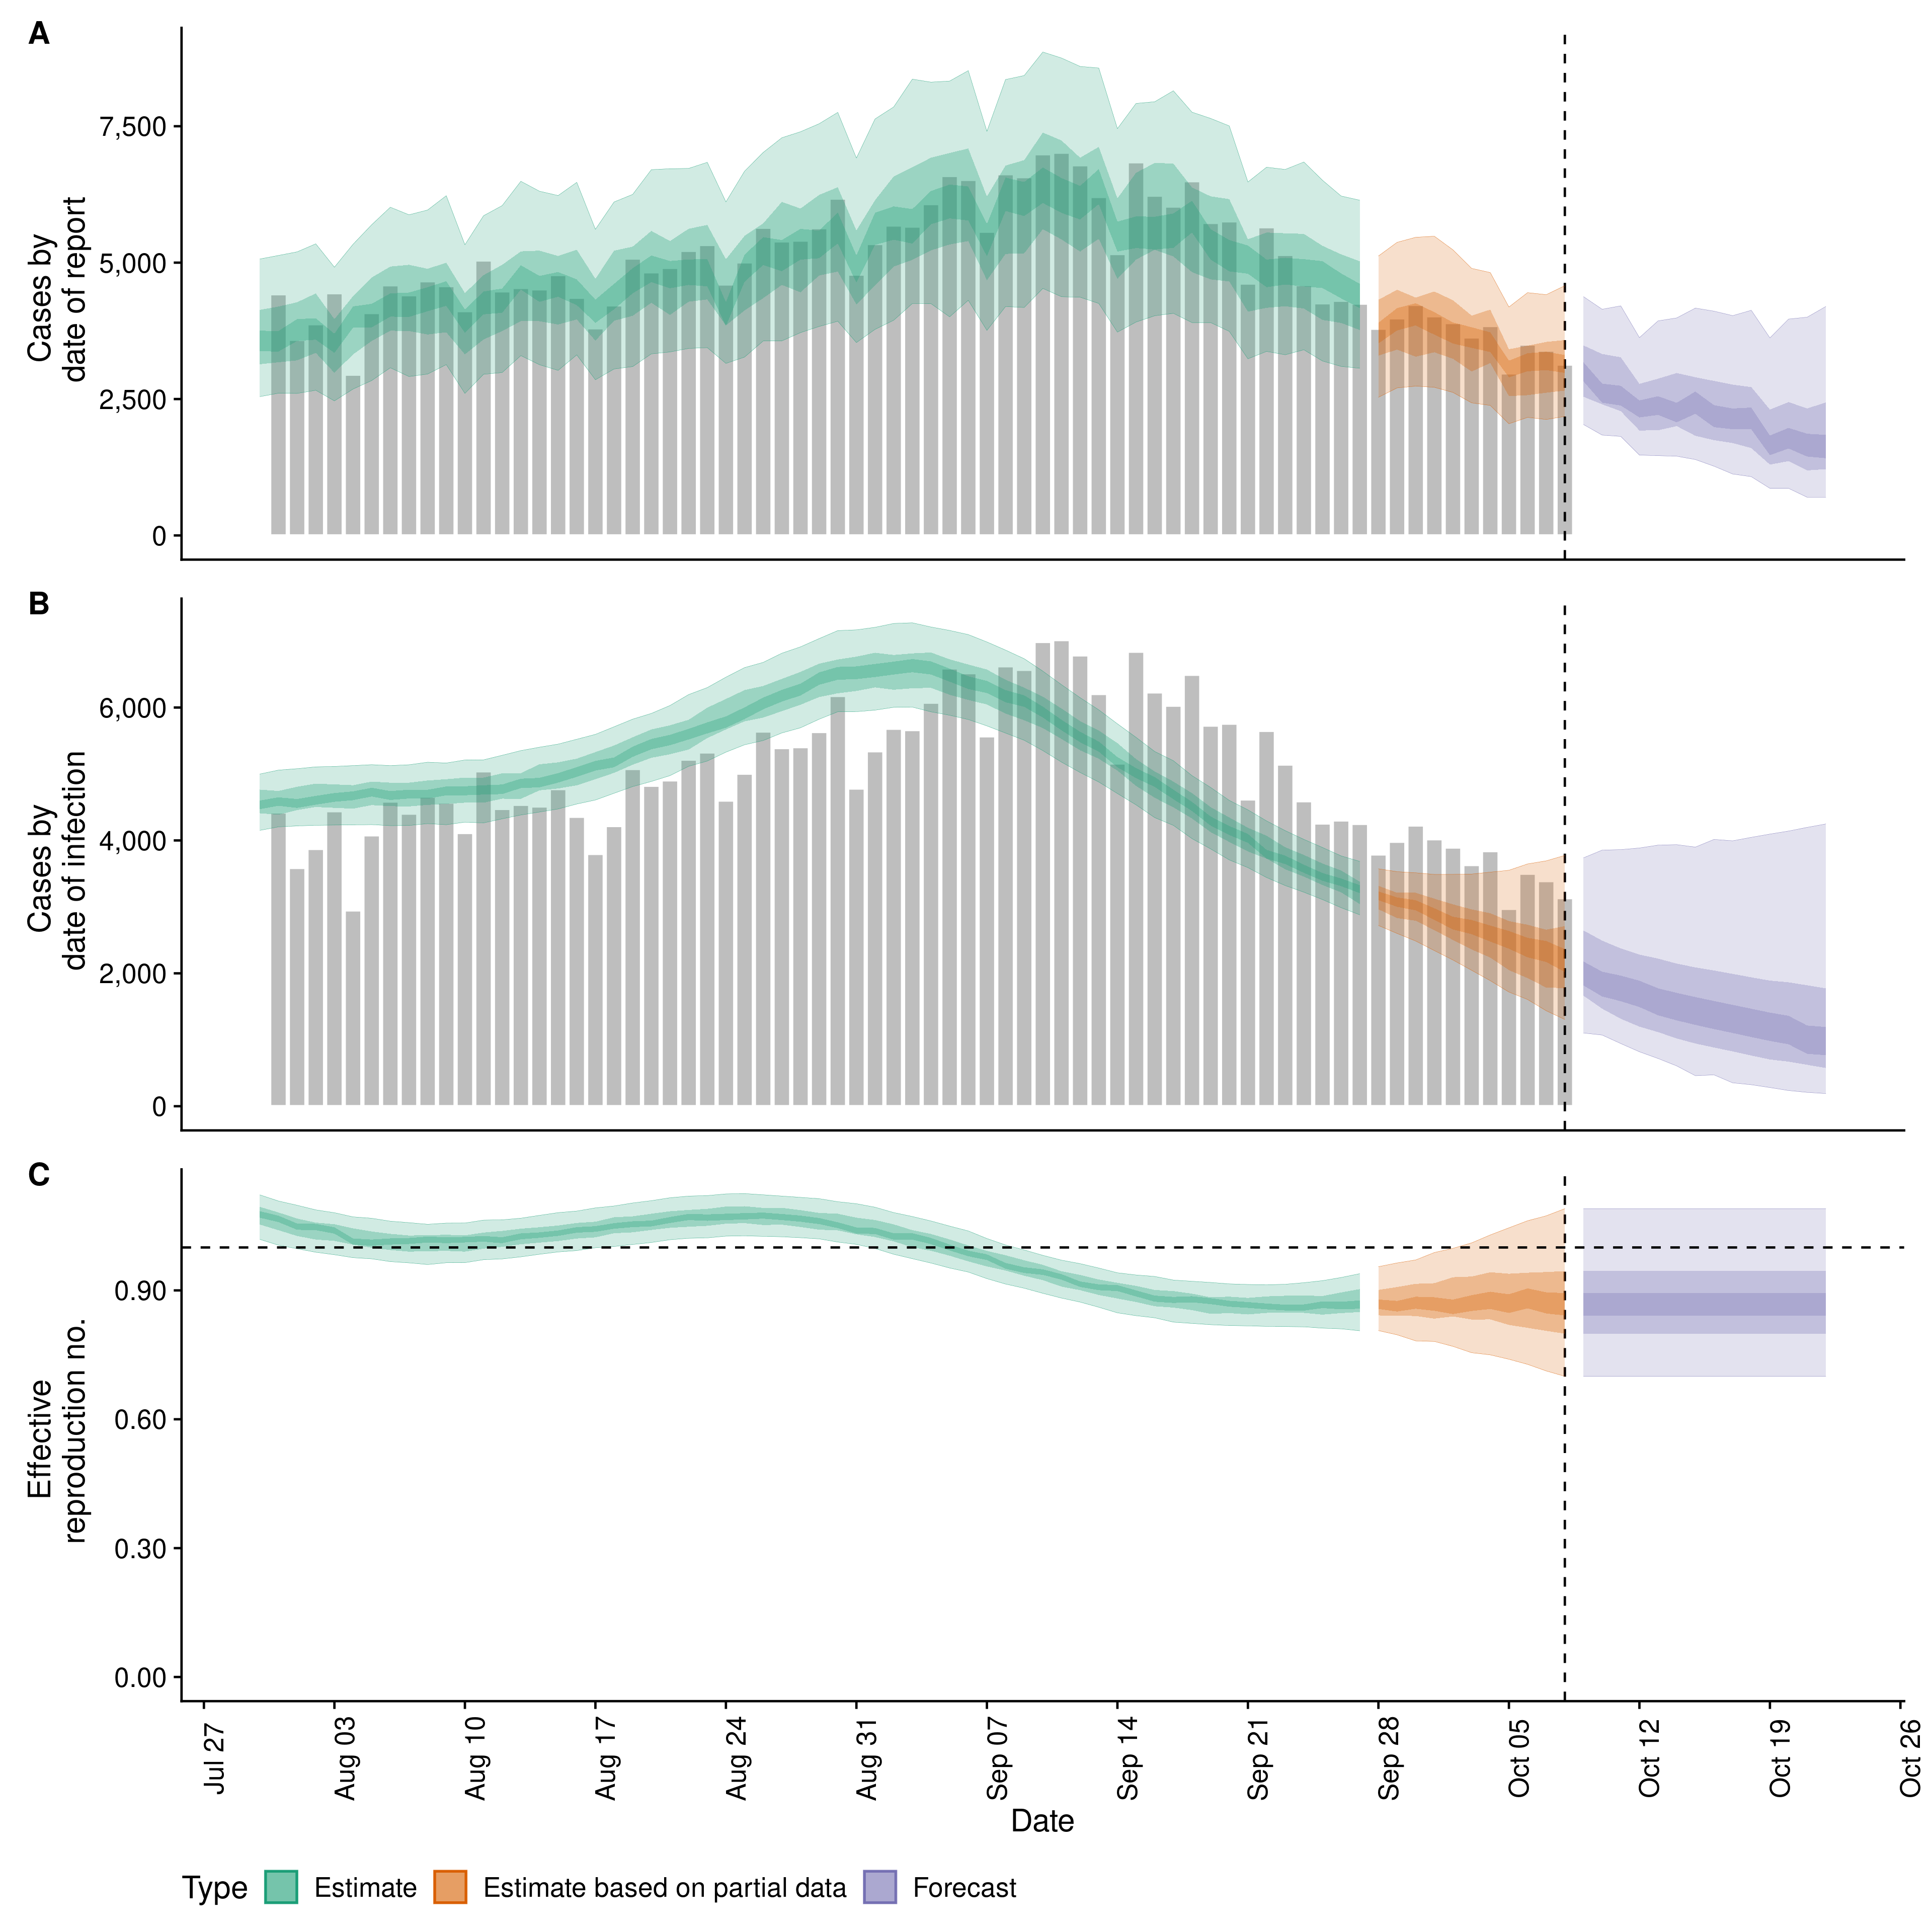 A
Cases by
date of report
7,500
5,000
2,500
0
B
Cases by
date of infection
6,000
4,000
2,000
0
C
Effective
reproduction no.
0.90
0.60
0.30
0.00
Jul 27
Aug 03
Aug 10
Aug 17
Aug 24
Aug 31
Sep 07
Sep 14
Sep 21
Sep 28
Oct 05
Oct 12
Oct 19
Oct 26
Date
Type Estimate Estimate based on partial data Forecast